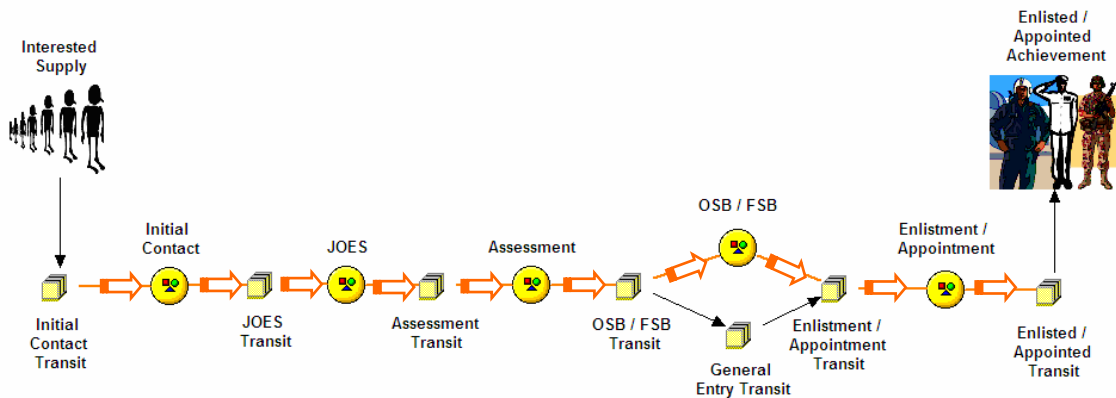 Interested
Supply
Enlisted /
Appointed
Achievement
Initial
Contact
JOES
Assessment
OSB / FSB
Enlistment /
Appointment
Initial
Contact
Transit
JOES
Transit
Assessment
Transit
OSB / FSB
Transit
General
Entry Transit
Enlistment /
Appointment
Transit
Enlisted /
Appointed
Transit